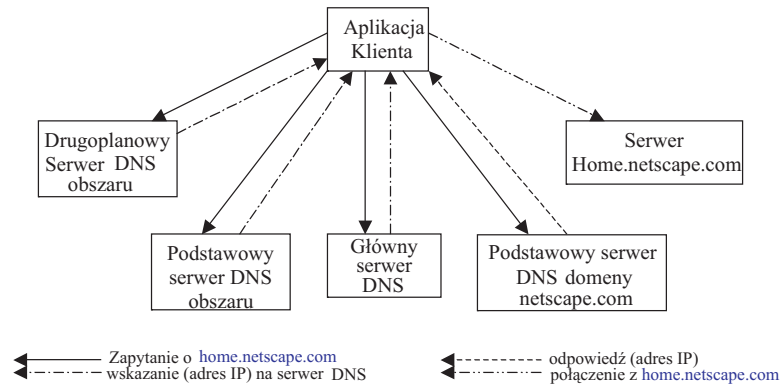 Aplikacja
Klienta
Drugoplanowy
Serwer DNS
obszaru
Serwer
Home.netscape.com
Podstawowy
serwer DNS
obszaru
Główny
serwer
DNS
Podstawowy serwer
DNS domeny
netscape.com
Zapytanie o home.netscape.com
wskazanie (adres IP) na serwer DNS
odpowiedź (adres IP)
połączenie z home.netscape.com